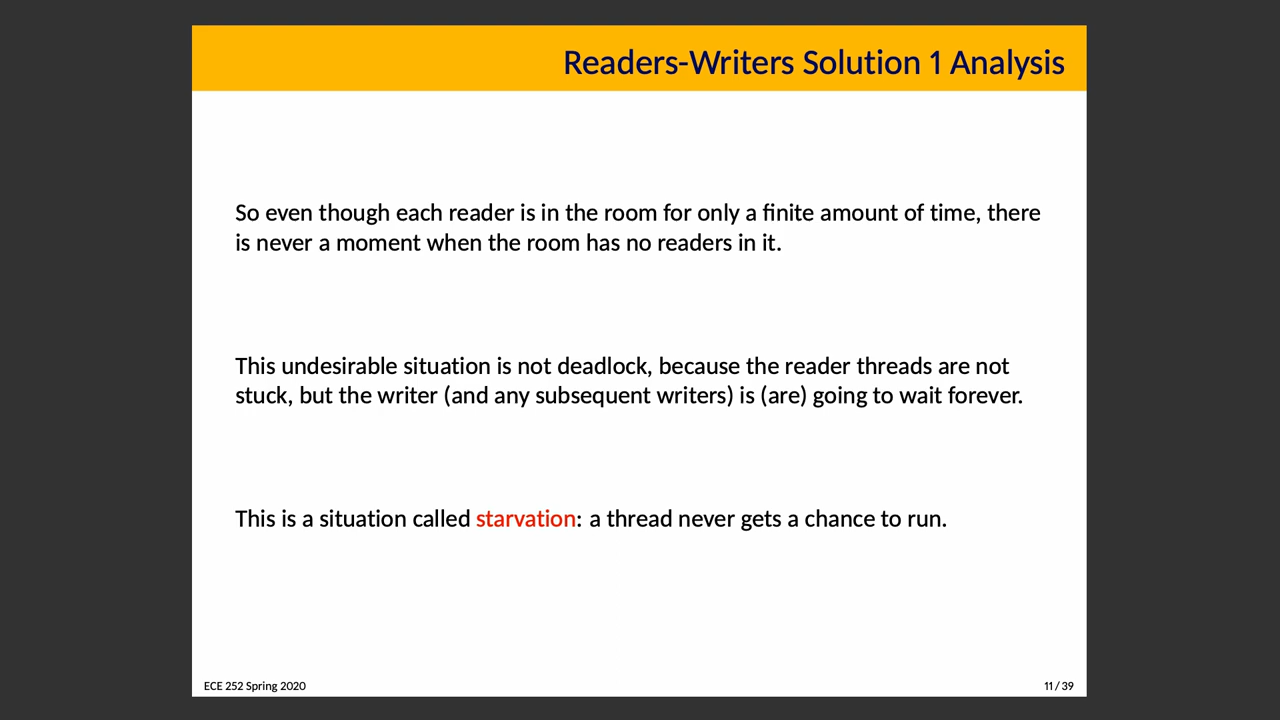 Readers-Writers Solution 1 Analysis
So even though each reader is in the room for only a finite amount of time, there
is never a moment when the room has no readers in it.
This undesirable situation is not deadlock, because the reader threads are not
stuck, but the writer (and any subsequent writers) is (are) going to wait forever.
This is a situation called starvation: a thread never gets a chance to run.
ECE 252 Spring 2020
11 / 39